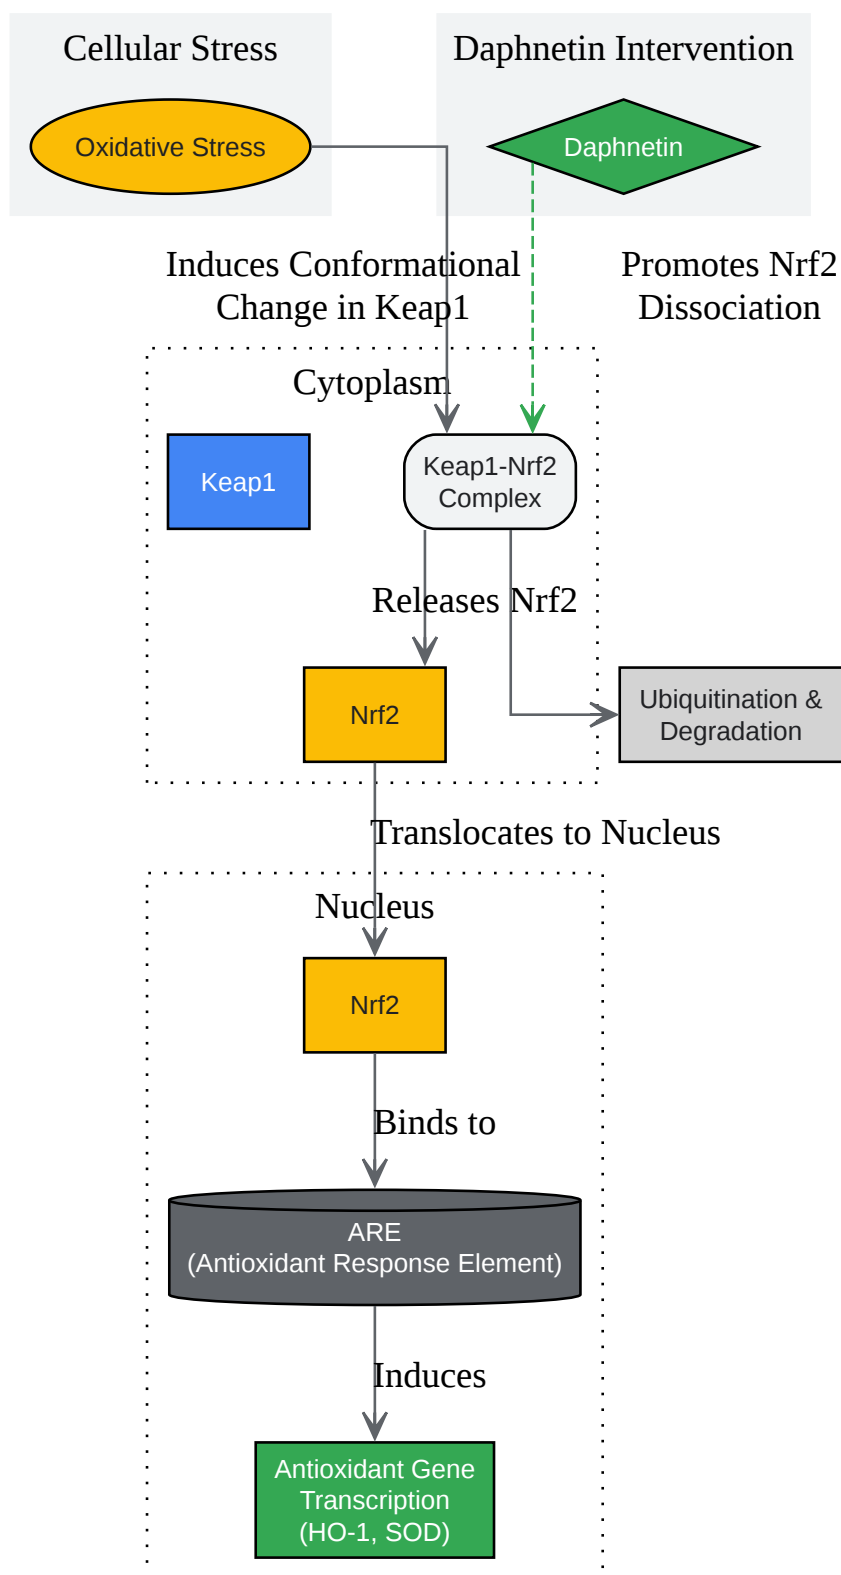 Cellular Stress
Daphnetin Intervention
Oxidative Stress
Daphnetin
Induces Conformational
Change in Keap1
Promotes Nrf2
Dissociation
Cytoplasm
Keap1
Keap1-Nrf2
Complex
Releases Nrf2
Nrf2
Ubiquitination &
Degradation
Translocates to Nucleus
Nucleus
Nrf2
Binds to
ARE
(Antioxidant Response Element)
Induces
Antioxidant Gene
Transcription
(HO-1, SOD)